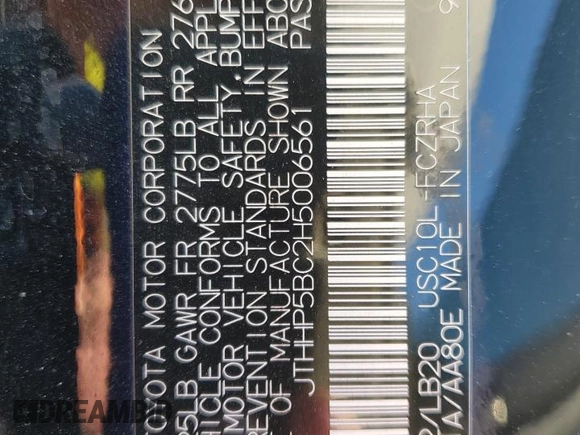 TOYOTA MOTOR CORPORATION
5LB GAWR FR 2775LB RR 276
HICLE CONFORMS TO ALL APPL
MOTOR VEHICLE SAFETY, BUMP
REVENTION STANDARDS IN EFF
E OF MANUFACTURE SHOWN ABO
JTHHP5BC2H5006561 PAS
/LB20 USC10L-FCZRHA
A/AA80E MADE IN JAPAN
DREAMBID